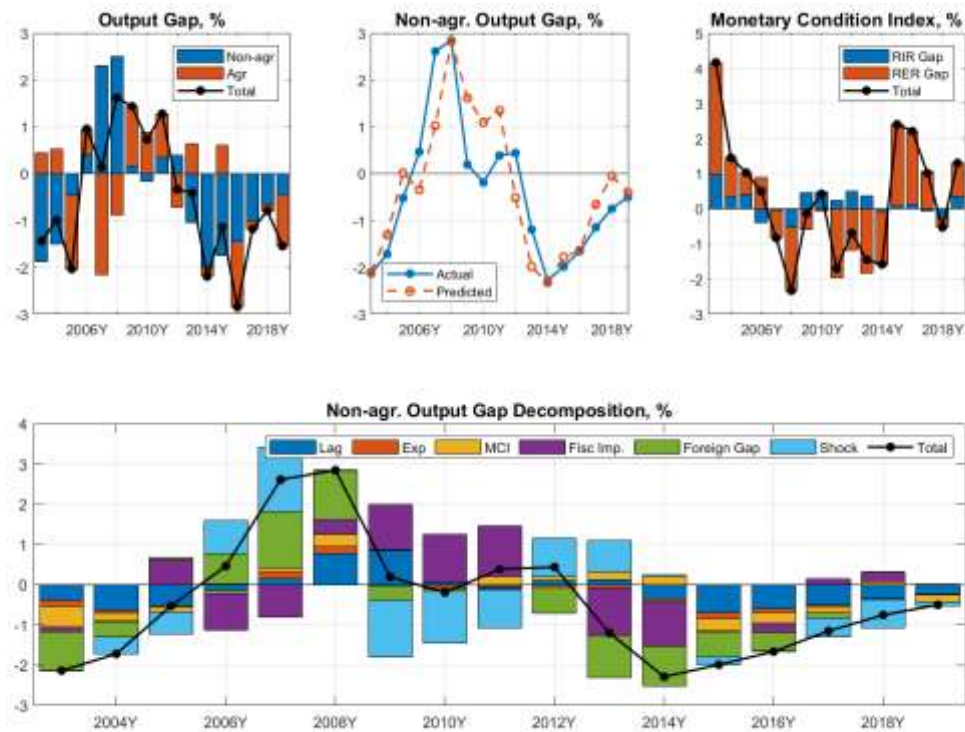 Output Gap, %
3
2
1
0
-1
-2
-3
Non-agr
Agr
Total
2006Y 2010Y 2014Y 2018Y
Non-agr. Output Gap, %
3
2
1
0
-1
-2
-3
Actual
Predicted
2006Y 2010Y 2014Y 2018Y
Monetary Condition Index, %
5
4
3
2
1
0
-1
-2
-3
RIR Gap
RER Gap
Total
2006Y 2010Y 2014Y 2018Y
Non-agr. Output Gap Decomposition, %
4
3
2
1
0
-1
-2
-3
Lag Exp MCI Fisc Imp. Foreign Gap Shock Total
2004Y 2006Y 2008Y 2010Y 2012Y 2014Y 2016Y 2018Y